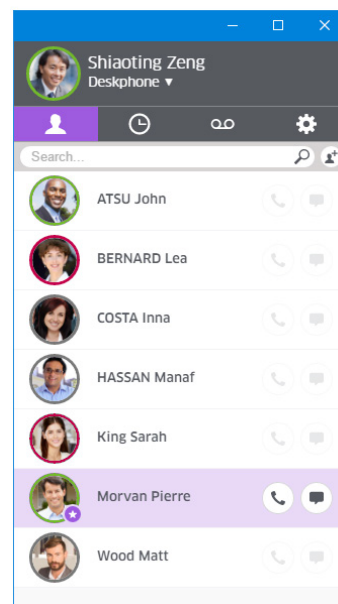 Shiaoting Zeng
Deskphone ▼
Search...
ATSU John
BERNARD Lea
COSTA Inna
HASSAN Manaf
King Sarah
Morvan Pierre
Wood Matt